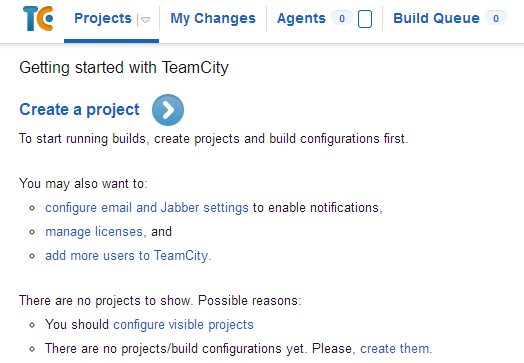 TC Projects My Changes Agents 0 Build Queue 0
Getting started with TeamCity
Create a project
To start running builds, create projects and build configurations first.
You may also want to:
configure email and Jabber settings to enable notifications,
manage licenses, and
add more users to TeamCity.
There are no projects to show. Possible reasons:
You should configure visible projects
There are no projects/build configurations yet. Please, create them.